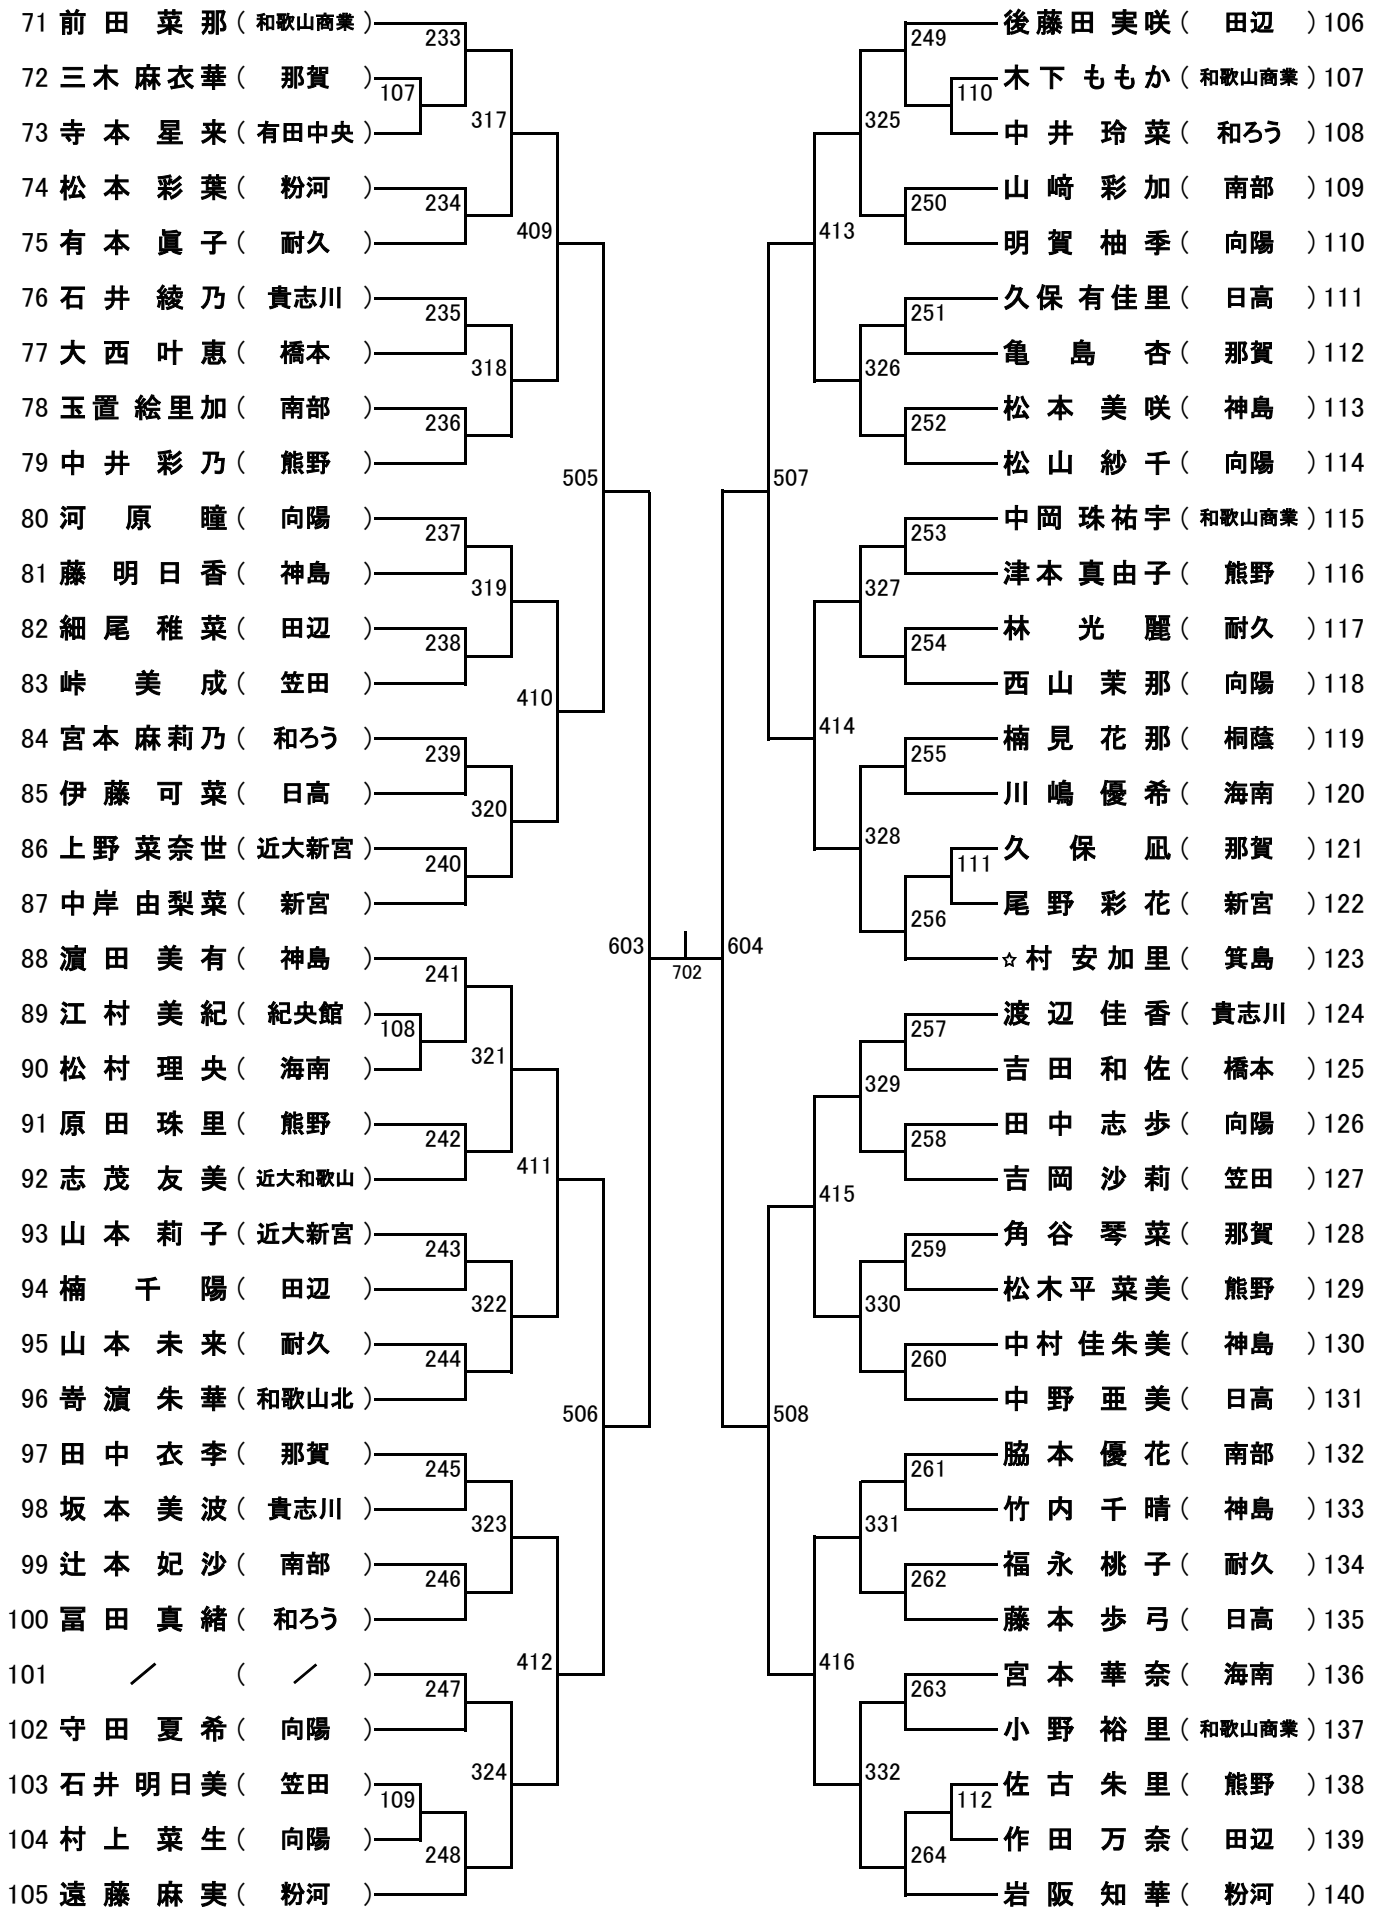 71 前田 菜那 ( 和歌山商業 )
233
72 三木 麻衣華 ( 那賀 )
107
73 寺本 星来 ( 有田中央 )
317
74 松本 彩葉 ( 粉河 )
234
75 有本 眞子 ( 耐久 )
409
76 石井 綾乃 ( 貴志川 )
235
77 大西 叶恵 ( 橋本 )
318
78 玉置 絵里加 ( 南部 )
236
79 中井 彩乃 ( 熊野 )
505
80 河原 瞳 ( 向陽 )
237
81 藤 明日香 ( 神島 )
319
82 細尾 稚菜 ( 田辺 )
238
83 峠 美成 ( 笠田 )
410
84 宮本 麻莉乃 ( 和ろう )
239
85 伊藤 可菜 ( 日高 )
320
86 上野 菜奈世 ( 近大新宮 )
240
87 中岸 由梨菜 ( 新宮 )
603
88 濵田 美有 ( 神島 )
241
89 江村 美紀 ( 紀央館 )
108
90 松村 理央 ( 海南 )
321
91 原田 珠里 ( 熊野 )
242
92 志茂 友美 ( 近大和歌山 )
411
93 山本 莉子 ( 近大新宮 )
243
94 楠 千陽 ( 田辺 )
322
95 山本 未来 ( 耐久 )
244
96 嵜濵 朱華 ( 和歌山北 )
506
97 田中 衣李 ( 那賀 )
245
98 坂本 美波 ( 貴志川 )
323
99 辻本 妃沙 ( 南部 )
246
100 冨田 真緒 ( 和ろう )
412
101 ／ ( ／ )
247
102 守田 夏希 ( 向陽 )
324
103 石井 明日美 ( 笠田 )
109
104 村上 菜生 ( 向陽 )
248
105 遠藤 麻実 ( 粉河 )
702
後藤田 実咲 ( 田辺 ) 106
249
木下 ももか ( 和歌山商業 ) 107
110
中井 玲菜 ( 和ろう ) 108
325
山﨑 彩加 ( 南部 ) 109
250
明賀 柚季 ( 向陽 ) 110
413
久保 有佳里 ( 日高 ) 111
251
亀島 杏 ( 那賀 ) 112
326
松本 美咲 ( 神島 ) 113
252
松山 紗千 ( 向陽 ) 114
507
中岡 珠祐宇 ( 和歌山商業 ) 115
253
津本 真由子 ( 熊野 ) 116
327
林 光麗 ( 耐久 ) 117
254
西山 茉那 ( 向陽 ) 118
414
楠見 花那 ( 桐蔭 ) 119
255
川嶋 優希 ( 海南 ) 120
328
久保 凪 ( 那賀 ) 121
111
尾野 彩花 ( 新宮 ) 122
256
☆村 安加里 ( 箕島 ) 123
604
渡辺 佳香 ( 貴志川 ) 124
257
吉田 和佐 ( 橋本 ) 125
329
田中 志歩 ( 向陽 ) 126
258
吉岡 沙莉 ( 笠田 ) 127
415
角谷 琴菜 ( 那賀 ) 128
259
松木平 菜美 ( 熊野 ) 129
330
中村 佳朱美 ( 神島 ) 130
260
中野 亜美 ( 日高 ) 131
508
脇本 優花 ( 南部 ) 132
261
竹内 千晴 ( 神島 ) 133
331
福永 桃子 ( 耐久 ) 134
262
藤本 歩弓 ( 日高 ) 135
416
宮本 華奈 ( 海南 ) 136
263
小野 裕里 ( 和歌山商業 ) 137
332
佐古 朱里 ( 熊野 ) 138
112
作田 万奈 ( 田辺 ) 139
264
岩阪 知華 ( 粉河 ) 140